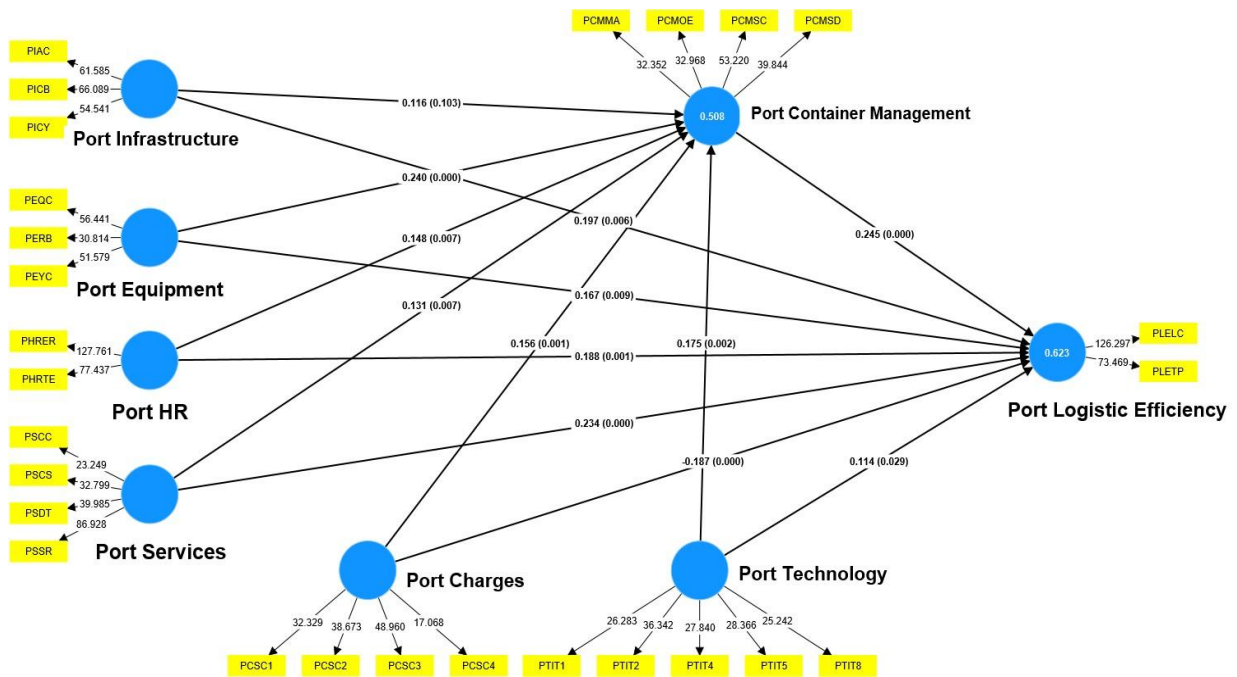 PCMMA
PCMOE
PCMSC
PCMSD
32.352
32.968
53.220
39.844
0.508
Port Container Management
PIAC
PICB
PICY
61.585
66.089
54.541
Port Infrastructure
0.116 (0.103)
PEQC
PERB
PEYC
56.441
30.814
51.579
Port Equipment
0.240 (0.000)
0.197 (0.006)
0.245 (0.000)
0.148 (0.007)
0.167 (0.009)
0.131 (0.007)
PHRER
PHRTE
127.761
77.437
Port HR
0.156 (0.001)
0.175 (0.002)
0.188 (0.001)
0.623
126.297
73.469
PLELC
PLETP
Port Logistic Efficiency
PSCC
PSCS
PSDT
PSSR
23.249
32.799
39.985
86.928
Port Services
0.234 (0.000)
-0.187 (0.000)
0.114 (0.029)
Port Charges
32.329
38.673
48.960
17.068
PCSC1
PCSC2
PCSC3
PCSC4
Port Technology
26.283
36.342
27.840
28.366
25.242
PTIT1
PTIT2
PTIT4
PTIT5
PTIT8